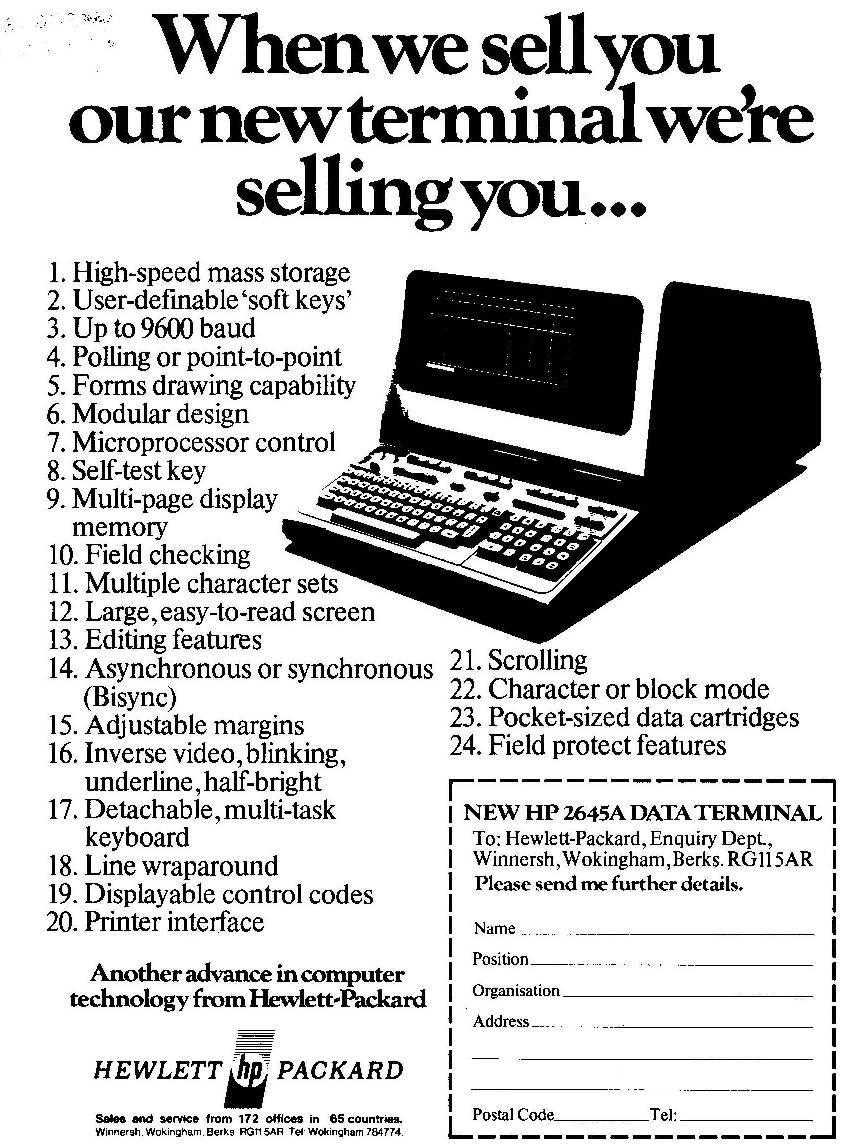 When we sell you
our new terminal we're
selling you...
1. High-speed mass storage
2. User-definable ‘soft keys’
3. Up to 9600 baud
4. Polling or point-to-point
5. Forms drawing capability
6. Modular design
7. Microprocessor control
8. Self-test key
9. Multi-page display
memory
10. Field checking
11. Multiple character sets
12. Large, easy-to-read screen
13. Editing features
14. Asynchronous or synchronous
(Bisync)
15. Adjustable margins
16. Inverse video, blinking,
underline, half-bright
17. Detachable, multi-task
keyboard
18. Line wraparound
19. Displayable control codes
20. Printer interface
21. Scrolling
22. Character or block mode
23. Pocket-sized data cartridges
24. Field protect features
Another advance in computer
technology from Hewlett-Packard
HEWLETT hp PACKARD
Sales and service from 172 offices in 65 countries.
Winnersh, Wokingham, Berks RG11 5AR Tel: Wokingham 784774.
NEW HP 2645A DATA TERMINAL
To: Hewlett-Packard, Enquiry Dept.,
Winnersh, Wokingham, Berks. RG11 5AR
Please send me further details.
Name
Position
Organisation
Address
Postal Code Tel: